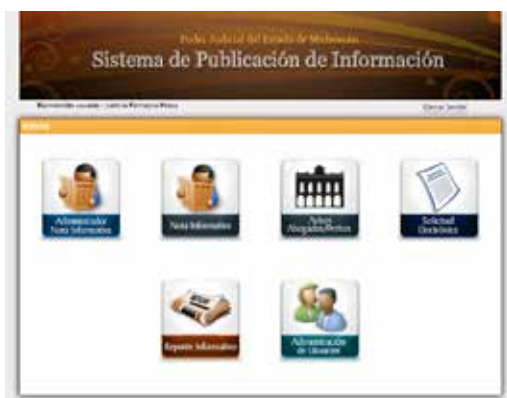 Poder Judicial del Estado de Michoacán
Sistema de Publicación de Información
Cerrar Sesión
Administrador
Nota Informativa
Nota Informativa
Avisos
Abogados/Peritos
Solicitud
Electrónica
Reporte Informativo
Administración
de Usuarios